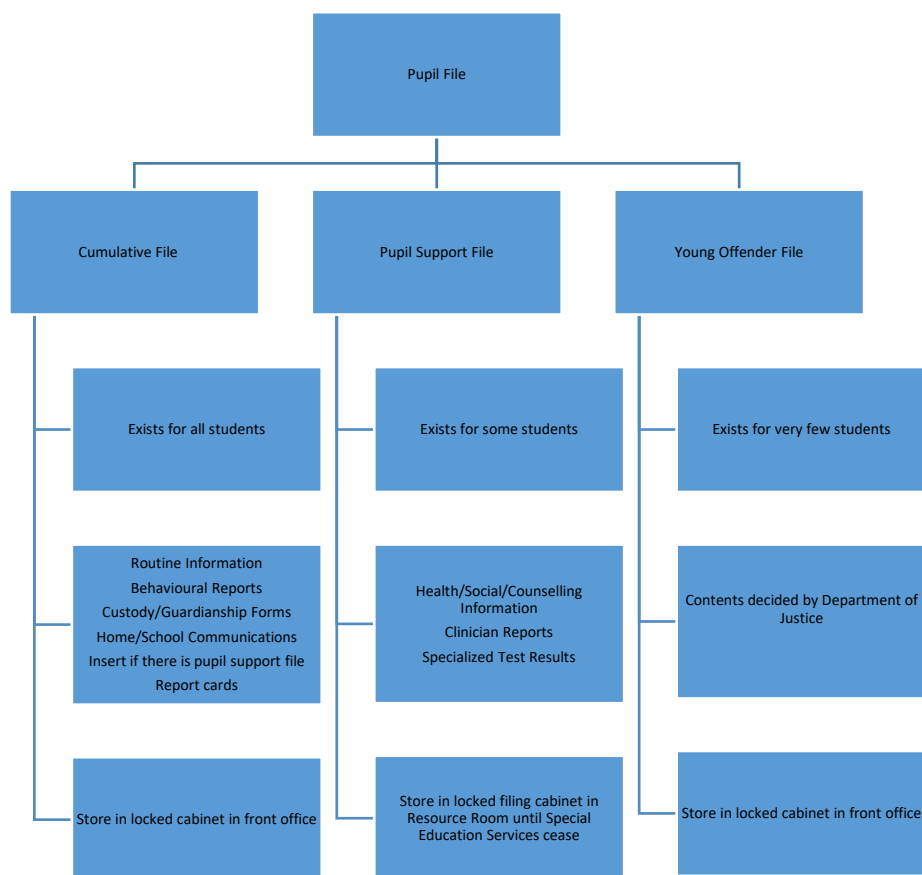 Pupil File
Cumulative File
Pupil Support File
Young Offender File
Exists for all students
Exists for some students
Exists for very few students
Routine Information
Behavioural Reports
Custody/Guardianship Forms
Home/School Communications
Insert if there is pupil support file
Report cards
Health/Social/Counselling
Information
Clinician Reports
Specialized Test Results
Contents decided by Department of
Justice
Store in locked cabinet in front office
Store in locked filing cabinet in
Resource Room until Special
Education Services cease
Store in locked cabinet in front office